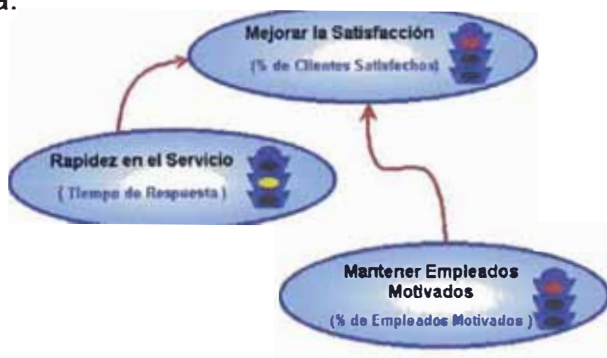 a.
Mejorar la Satisfacción
(% de Clientes Satisfechos)
Rapidez en el Servicio
( Tiempo de Respuesta )
Mantener Empleados
Motivados
(% de Empleados Motivados )